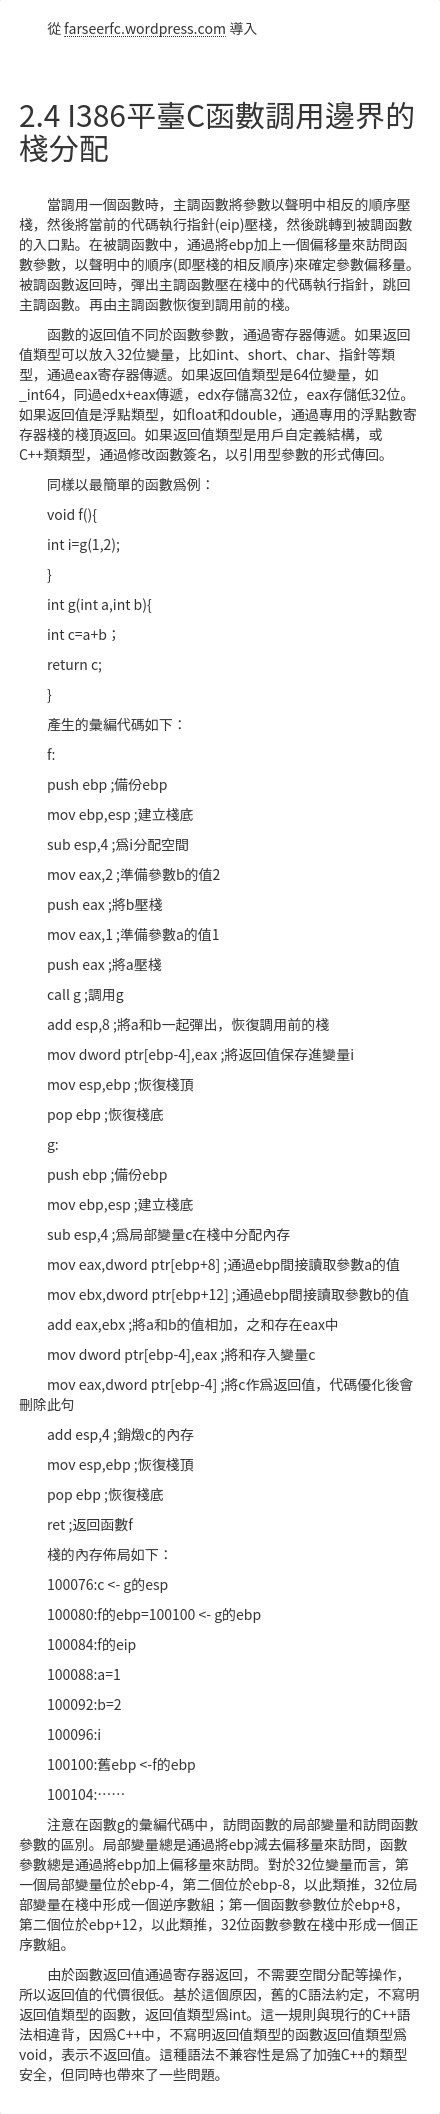 從 farseerfc.wordpress.com 導入
2.4 I386平臺C函數調用邊界的
棧分配
當調用一個函數時，主調函數將參數以聲明中相反的順序壓
棧，然後將當前的代碼執行指針(eip)壓棧，然後跳轉到被調函數
的入口點。在被調函數中，通過將ebp加上一個偏移量來訪問函
數參數，以聲明中的順序(即壓棧的相反順序)來確定參數偏移量。
被調函數返回時，彈出主調函數壓在棧中的代碼執行指針，跳回
主調函數。再由主調函數恢復到調用前的棧。
函數的返回值不同於函數參數，通過寄存器傳遞。如果返回
值類型可以放入32位變量，比如int、short、char、指針等類
型，通過eax寄存器傳遞。如果返回值類型是64位變量，如
_int64，同過edx+eax傳遞，edx存儲高32位，eax存儲低32位。
如果返回值是浮點類型，如float和double，通過專用的浮點數寄
存器棧的棧頂返回。如果返回值類型是用戶自定義結構，或
C++類類型，通過修改函數簽名，以引用型參數的形式傳回。
同樣以最簡單的函數爲例：
void f(){
int i=g(1,2);
}
int g(int a,int b){
int c=a+b；
return c;
}
產生的彙編代碼如下：
f:
push ebp ;備份ebp
mov ebp,esp ;建立棧底
sub esp,4 ;爲i分配空間
mov eax,2 ;準備參數b的值2
push eax ;將b壓棧
mov eax,1 ;準備參數a的值1
push eax ;將a壓棧
call g ;調用g
add esp,8 ;將a和b一起彈出，恢復調用前的棧
mov dword ptr[ebp-4],eax ;將返回值保存進變量i
mov esp,ebp ;恢復棧頂
pop ebp ;恢復棧底
g:
push ebp ;備份ebp
mov ebp,esp ;建立棧底
sub esp,4 ;爲局部變量c在棧中分配內存
mov eax,dword ptr[ebp+8] ;通過ebp間接讀取參數a的值
mov ebx,dword ptr[ebp+12] ;通過ebp間接讀取參數b的值
add eax,ebx ;將a和b的值相加，之和存在eax中
mov dword ptr[ebp-4],eax ;將和存入變量c
mov eax,dword ptr[ebp-4] ;將c作爲返回值，代碼優化後會
刪除此句
add esp,4 ;銷燬c的內存
mov esp,ebp ;恢復棧頂
pop ebp ;恢復棧底
ret ;返回函數f
棧的內存佈局如下：
100076:c <- g的esp
100080:f的ebp=100100 <- g的ebp
100084:f的eip
100088:a=1
100092:b=2
100096:i
100100:舊ebp <-f的ebp
100104:……
注意在函數g的彙編代碼中，訪問函數的局部變量和訪問函數
參數的區別。局部變量總是通過將ebp減去偏移量來訪問，函數
參數總是通過將ebp加上偏移量來訪問。對於32位變量而言，第
一個局部變量位於ebp-4，第二個位於ebp-8，以此類推，32位局
部變量在棧中形成一個逆序數組；第一個函數參數位於ebp+8，
第二個位於ebp+12，以此類推，32位函數參數在棧中形成一個正
序數組。
由於函數返回值通過寄存器返回，不需要空間分配等操作，
所以返回值的代價很低。基於這個原因，舊的C語法約定，不寫明
返回值類型的函數，返回值類型爲int。這一規則與現行的C++語
法相違背，因爲C++中，不寫明返回值類型的函數返回值類型爲
void，表示不返回值。這種語法不兼容性是爲了加強C++的類型
安全，但同時也帶來了一些問題。